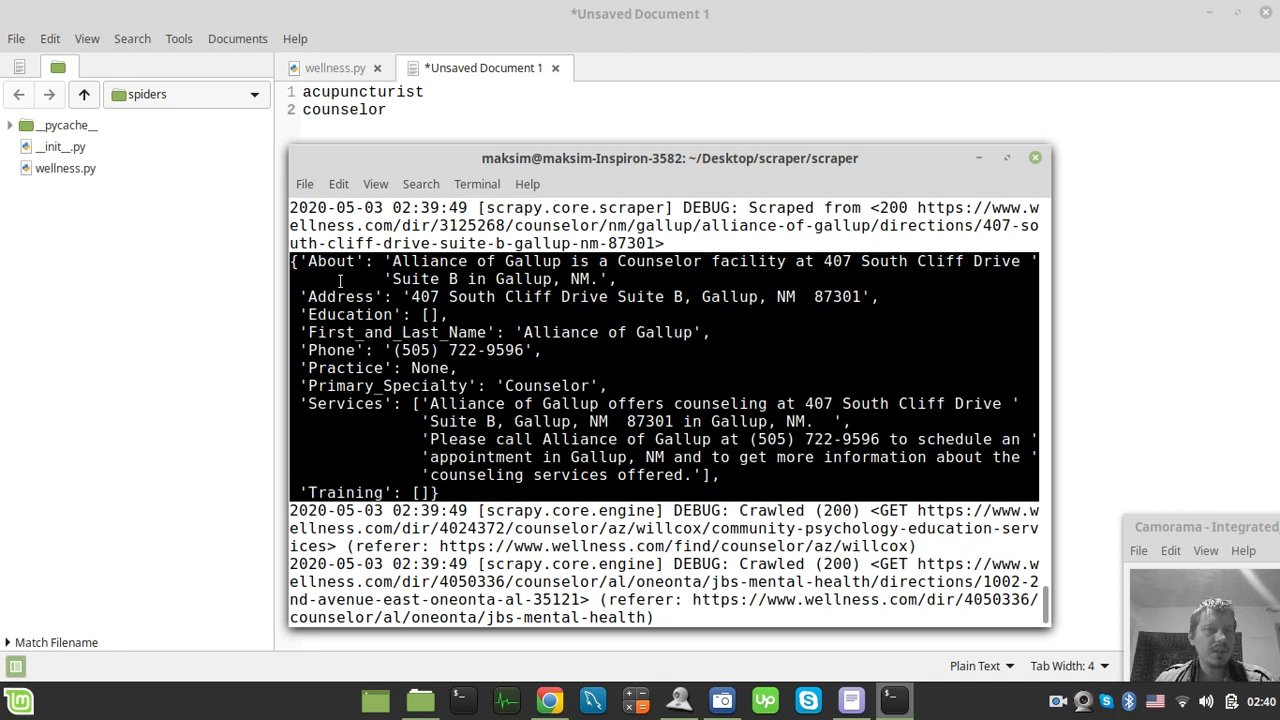 *Unsaved Document 1
File Edit View Search Tools Documents Help
wellness.py
*Unsaved Document 1
spiders
1 acupuncturist
2 counselor
__pycache__
__init__.py
wellness.py
maksim@maksim-Inspiron-3582: ~/Desktop/scraper/scraper
File Edit View Search Terminal Help
2020-05-03 02:39:49 [scrapy.core.scraper] DEBUG: Scraped from <200 https://www.w
ellness.com/dir/3125268/counselor/nm/gallup/alliance-of-gallup/directions/407-so
uth-cliff-drive-suite-b-gallup-nm-87301>
{'About': 'Alliance of Gallup is a Counselor facility at 407 South Cliff Drive '
'Suite B in Gallup, NM.',
'Address': '407 South Cliff Drive Suite B, Gallup, NM  87301',
'Education': [],
'First_and_Last_Name': 'Alliance of Gallup',
'Phone': '(505) 722-9596',
'Practice': None,
'Primary_Specialty': 'Counselor',
'Services': ['Alliance of Gallup offers counseling at 407 South Cliff Drive '
'Suite B, Gallup, NM  87301 in Gallup, NM.  ',
'Please call Alliance of Gallup at (505) 722-9596 to schedule an '
'appointment in Gallup, NM and to get more information about the '
'counseling services offered.'],
'Training': []}
2020-05-03 02:39:49 [scrapy.core.engine] DEBUG: Crawled (200) <GET https://www.w
ellness.com/dir/4024372/counselor/az/willcox/community-psychology-education-serv
ices> (referer: https://www.wellness.com/find/counselor/az/willcox)
2020-05-03 02:39:49 [scrapy.core.engine] DEBUG: Crawled (200) <GET https://www.w
ellness.com/dir/4050336/counselor/al/oneonta/jbs-mental-health/directions/1002-2
nd-avenue-east-oneonta-al-35121> (referer: https://www.wellness.com/dir/4050336/
counselor/al/oneonta/jbs-mental-health)
Camorama - Integrated
File Edit View Help
Match Filename
Plain Text
Tab Width: 4
Up
02:40